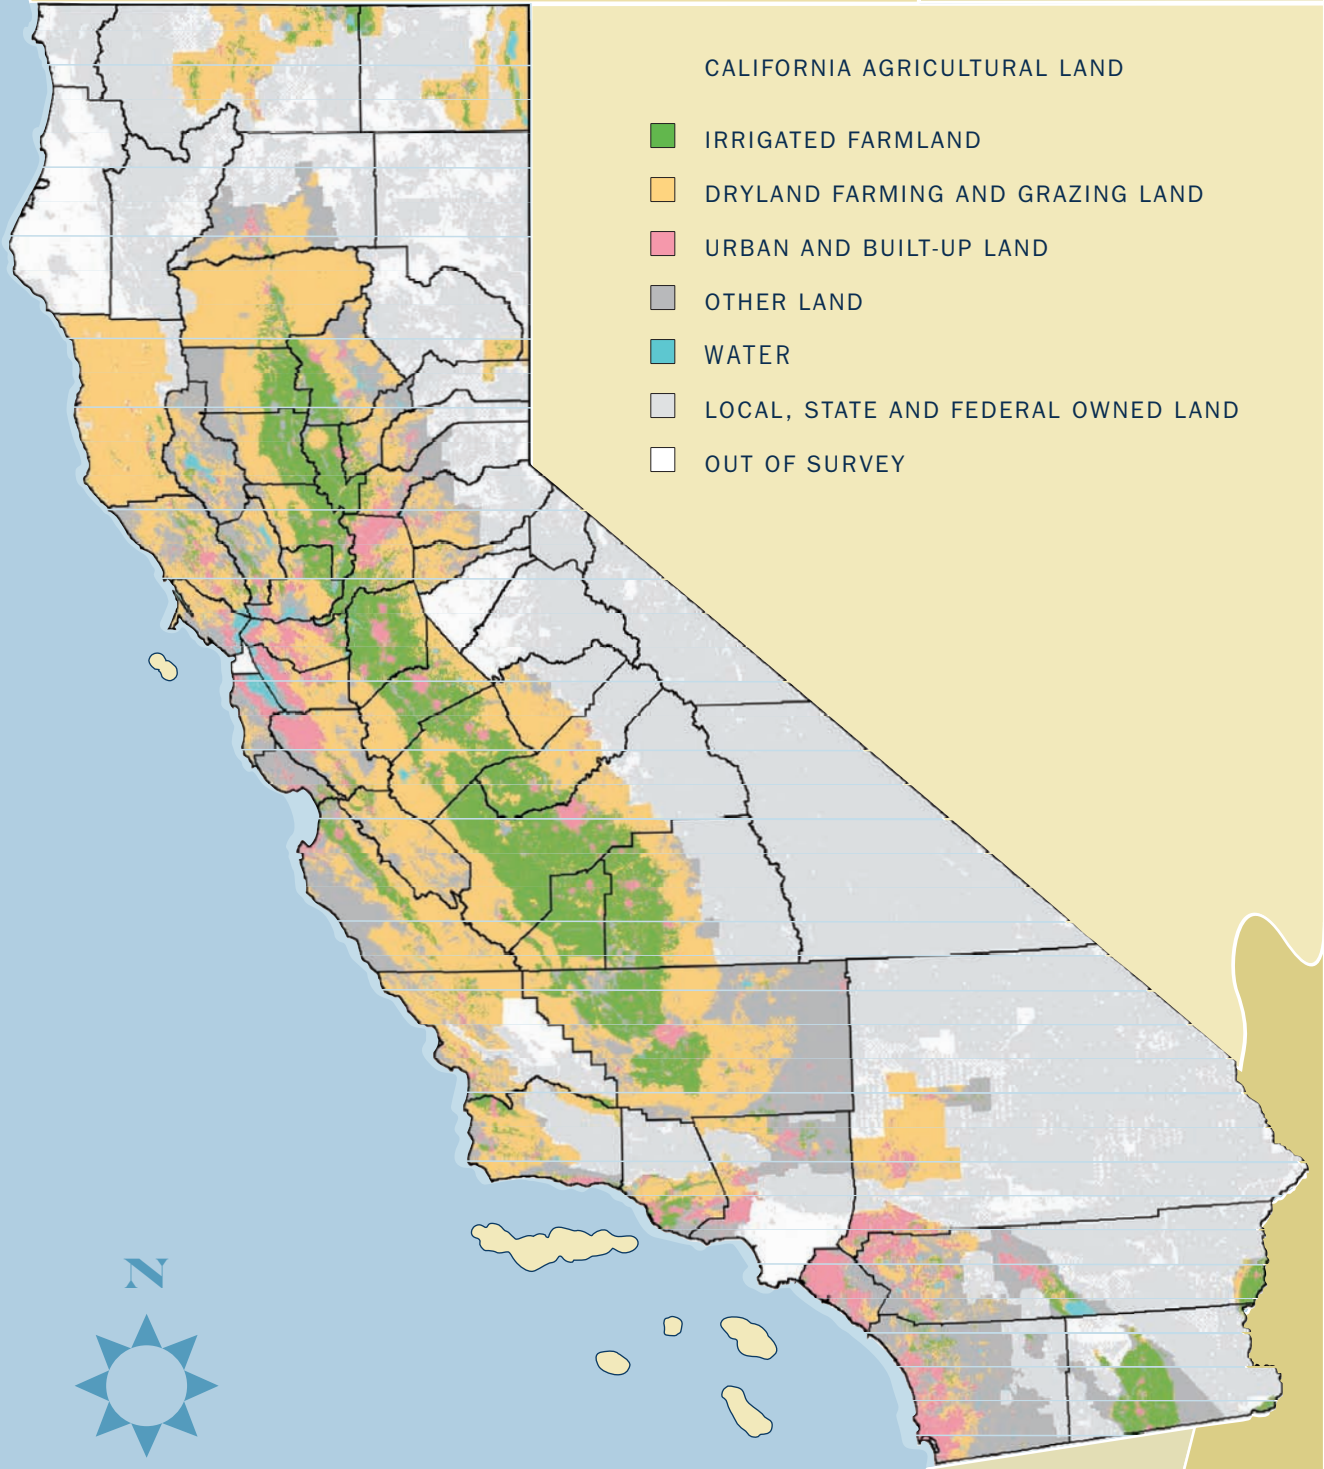 CALIFORNIA AGRICULTURAL LAND
IRRIGATED FARMLAND
DRYLAND FARMING AND GRAZING LAND
URBAN AND BUILT-UP LAND
OTHER LAND
WATER
LOCAL, STATE AND FEDERAL OWNED LAND
OUT OF SURVEY
N